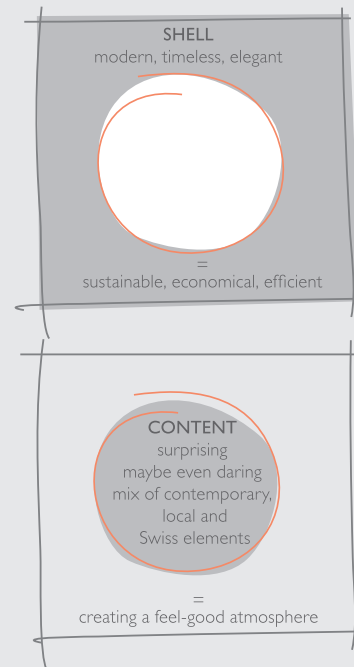 SHELL
modern, timeless, elegant
=
sustainable, economical, efficient
CONTENT
surprising
maybe even daring
mix of contemporary,
local and
Swiss elements
=
creating a feel-good atmosphere